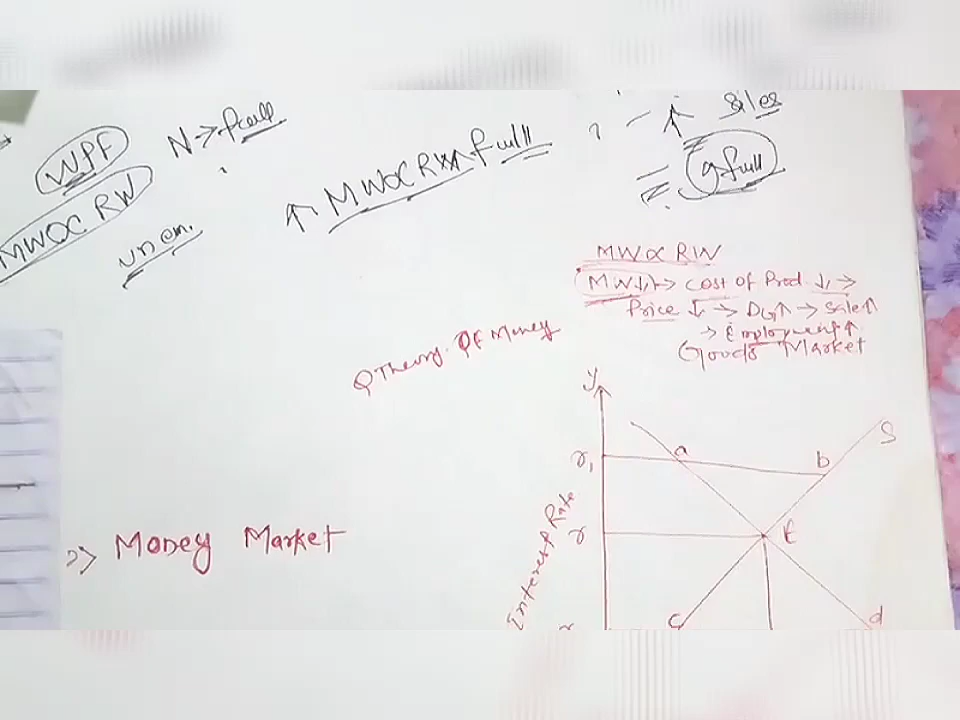 WPF
N → full
MW ∝ RW
un em.
↑ MW ∝ RW full
? - ↑ Sales
full
MW ∝ RW
MW↓ → Cost of Prod ↓ →
Price ↓ → DG↑ → Sale↑
→ Employment↑
Goods Market
Q Theory Of Money
:→ Money Market
y
S
a
b
r₁
r
E
Interest Rate
c
d